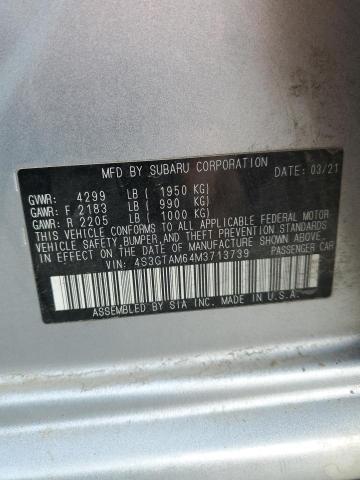 MFD BY SUBARU CORPORATION DATE: 03/21
GVWR: 4299 LB ( 1950 KG)
GAWR: F 2183 LB ( 990 KG)
GAWR: R 2205 LB ( 1000 KG)
THIS VEHICLE CONFORMS TO ALL APPLICABLE FEDERAL MOTOR
VEHICLE SAFETY, BUMPER, AND THEFT PREVENTION STANDARDS
IN EFFECT ON THE DATE OF MANUFACTURE SHOWN ABOVE.
VIN: 4S3GTAM64M3713739 PASSENGER CAR
ASSEMBLED BY SIA INC. IN U.S.A.